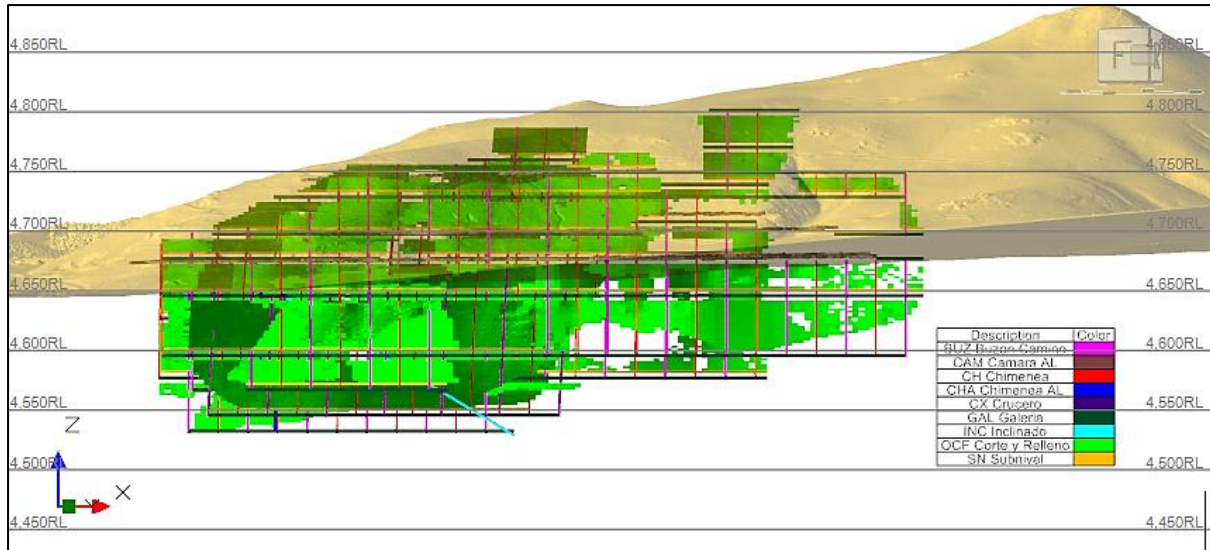 4.850RL 4.850RL
4.800RL 4.800RL
4.750RL 4.750RL
4.700RL 4.700RL
4.650RL 4.650RL
4.600RL 4.600RL
4.550RL 4.550RL
4.500RL 4.500RL
4.450RL 4.450RL
F
Z
X
Description Color
BUZ Buzon Camino
CAM Camara AL
CH Chimenea
CHA Chimenea AL
CX Crucero
GAL Galeria
INC Inclinado
OCF Corte y Relleno
SN Subnivel